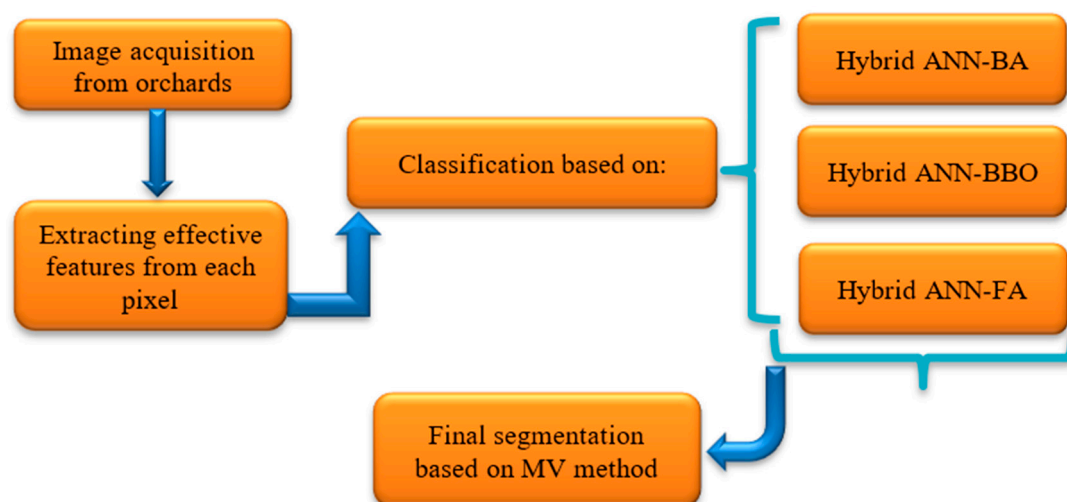 Image acquisition
from orchards
Extracting effective
features from each
pixel
Classification based on:
Hybrid ANN-BA
Hybrid ANN-BBO
Hybrid ANN-FA
Final segmentation
based on MV method